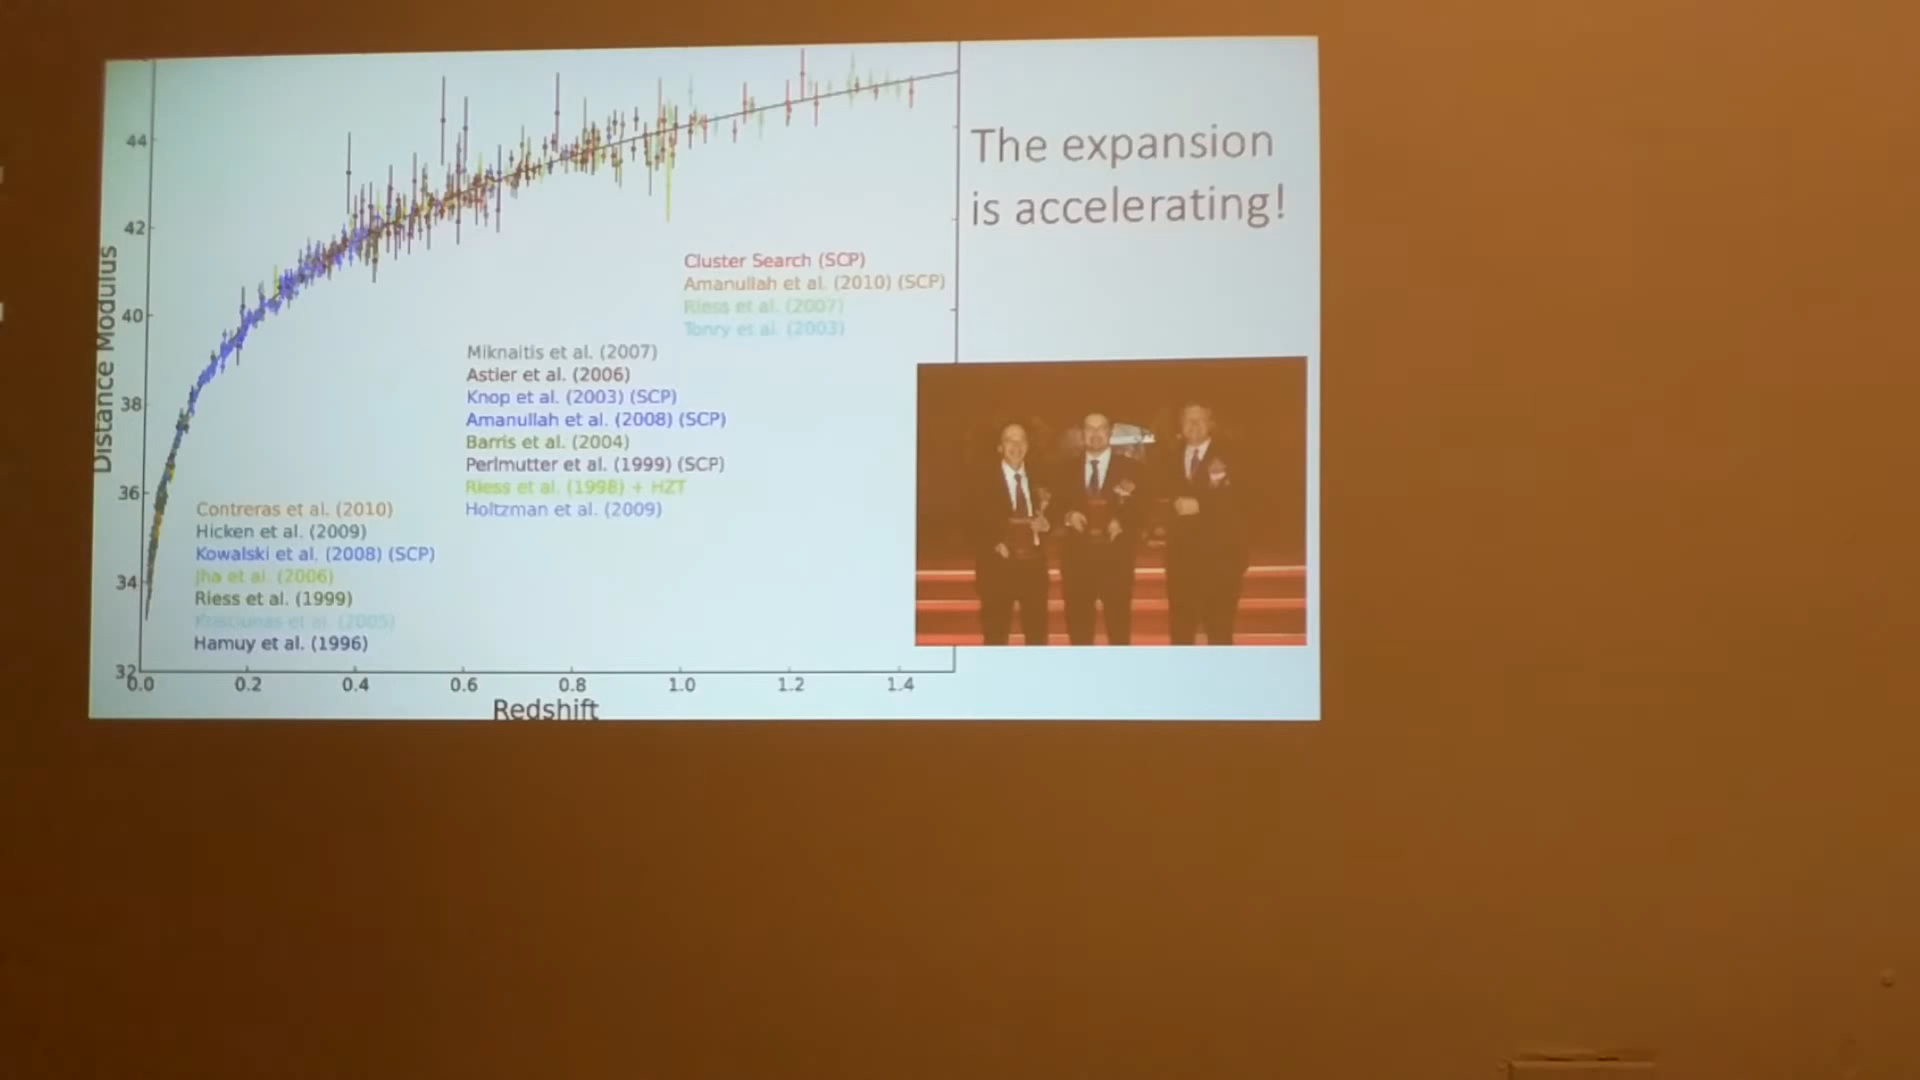 The expansion
is accelerating!
44
42
40
38
36
34
32
Distance Modulus
Cluster Search (SCP)
Amanullah et al. (2010) (SCP)
Riess et al. (2007)
Tonry et al. (2003)
Miknaitis et al. (2007)
Astier et al. (2006)
Knop et al. (2003) (SCP)
Amanullah et al. (2008) (SCP)
Barris et al. (2004)
Perlmutter et al. (1999) (SCP)
Riess et al. (1998) + HZT
Holtzman et al. (2009)
Contreras et al. (2010)
Hicken et al. (2009)
Kowalski et al. (2008) (SCP)
Jha et al. (2006)
Riess et al. (1999)
et al. (2005)
Hamuy et al. (1996)
0.0 0.2 0.4 0.6 0.8 1.0 1.2 1.4
Redshift